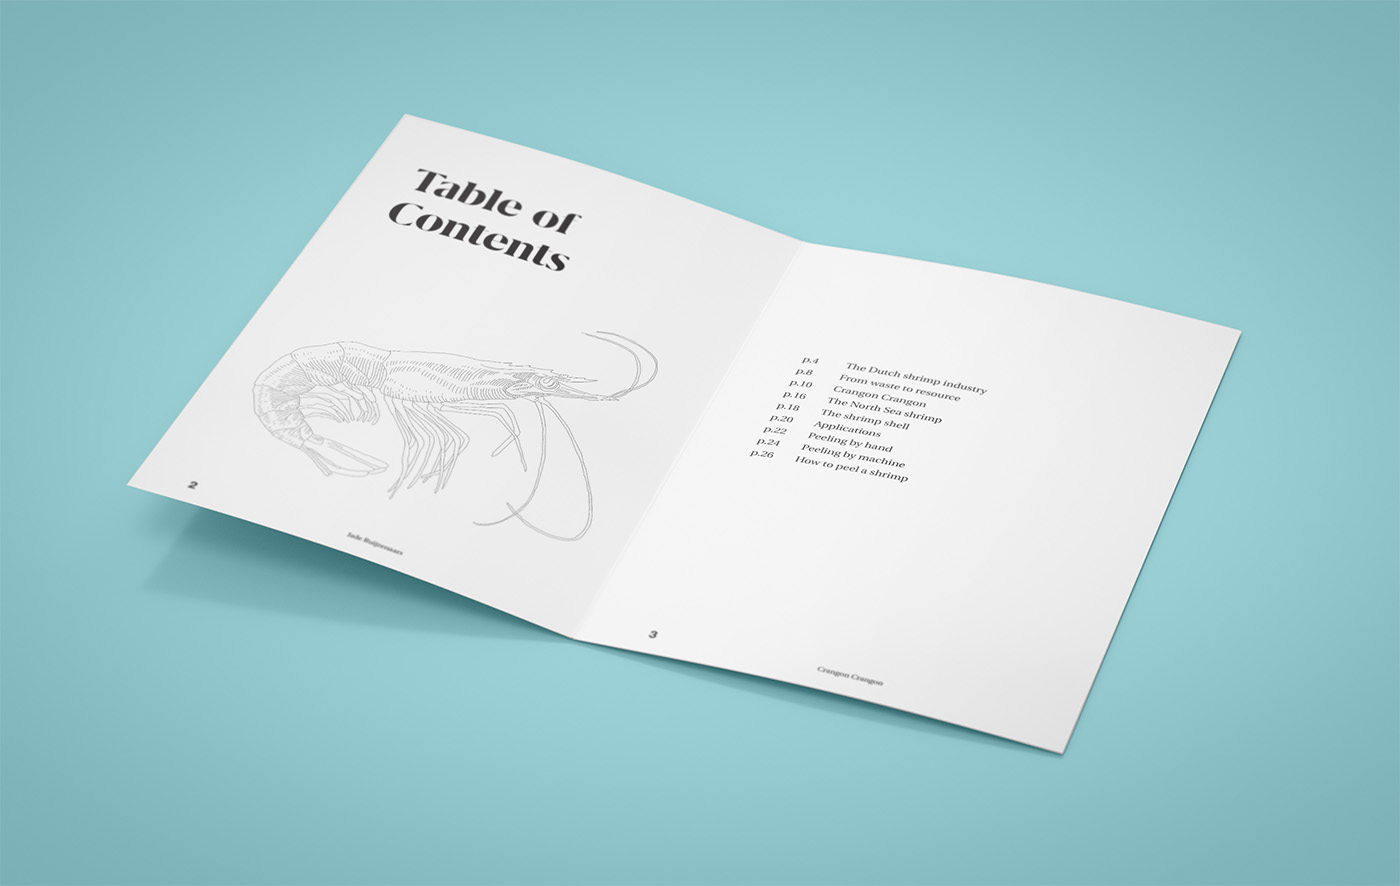 Table of
Contents
2
Jade Ruijzenaars
p.4 The Dutch shrimp industry
p.8 From waste to resource
p.10 Crangon Crangon
p.16 The North Sea shrimp
p.18 The shrimp shell
p.20 Applications
p.22 Peeling by hand
p.24 Peeling by machine
p.26 How to peel a shrimp
3
Crangon Crangon